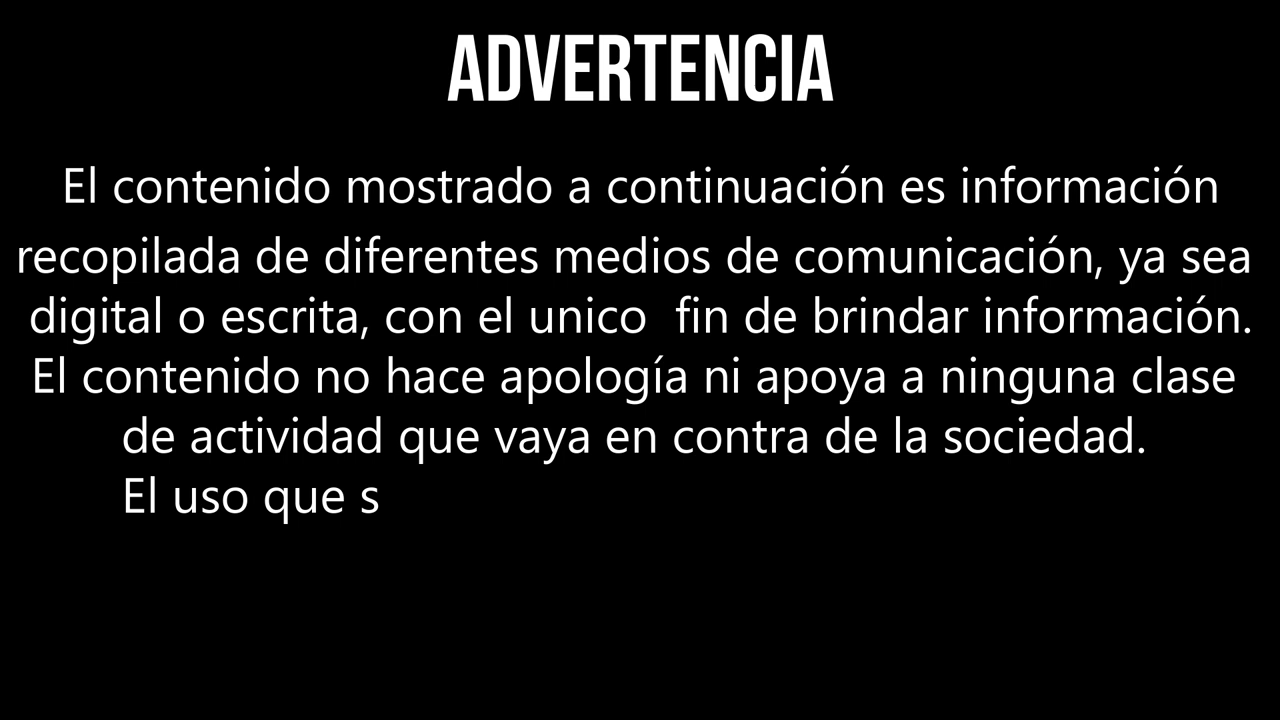 ADVERTENCIA
El contenido mostrado a continuación es información
recopilada de diferentes medios de comunicación, ya sea
digital o escrita, con el unico  fin de brindar información.
El contenido no hace apología ni apoya a ninguna clase
de actividad que vaya en contra de la sociedad.
El uso que s